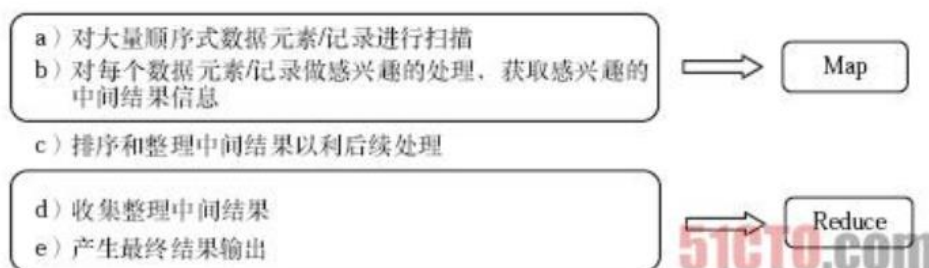 a）对大量顺序式数据元素/记录进行扫描
Map
b）对每个数据元素/记录做感兴趣的处理、获取感兴趣的
中间结果信息
c）排序和整理中间结果以利后续处理
d）收集整理中间结果
Reduce
e）产生最终结果输出
51CTO.com